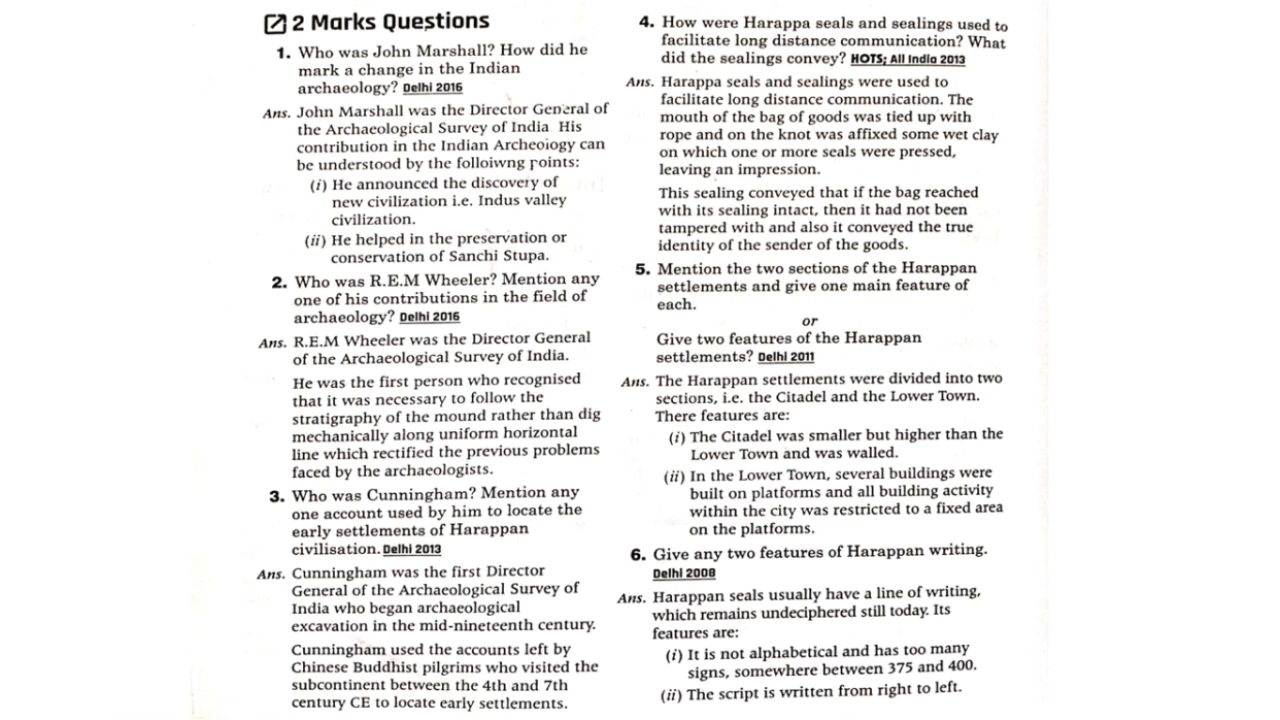 2 Marks Questions
1. Who was John Marshall? How did he
mark a change in the Indian
archaeology? Delhi 2016
Ans. John Marshall was the Director General of
the Archaeological Survey of India His
contribution in the Indian Archeology can
be understood by the folloiwng points:
(i) He announced the discovery of
new civilization i.e. Indus valley
civilization.
(ii) He helped in the preservation or
conservation of Sanchi Stupa.
2. Who was R.E.M Wheeler? Mention any
one of his contributions in the field of
archaeology? Delhi 2016
Ans. R.E.M Wheeler was the Director General
of the Archaeological Survey of India.
He was the first person who recognised
that it was necessary to follow the
stratigraphy of the mound rather than dig
mechanically along uniform horizontal
line which rectified the previous problems
faced by the archaeologists.
3. Who was Cunningham? Mention any
one account used by him to locate the
early settlements of Harappan
civilisation. Delhi 2013
Ans. Cunningham was the first Director
General of the Archaeological Survey of
India who began archaeological
excavation in the mid-nineteenth century.
Cunningham used the accounts left by
Chinese Buddhist pilgrims who visited the
subcontinent between the 4th and 7th
century CE to locate early settlements.
4. How were Harappa seals and sealings used to
facilitate long distance communication? What
did the sealings convey? HOTS; All India 2013
Ans. Harappa seals and sealings were used to
facilitate long distance communication. The
mouth of the bag of goods was tied up with
rope and on the knot was affixed some wet clay
on which one or more seals were pressed,
leaving an impression.
This sealing conveyed that if the bag reached
with its sealing intact, then it had not been
tampered with and also it conveyed the true
identity of the sender of the goods.
5. Mention the two sections of the Harappan
settlements and give one main feature of
each.
or
Give two features of the Harappan
settlements? Delhi 2011
Ans. The Harappan settlements were divided into two
sections, i.e. the Citadel and the Lower Town.
There features are:
(i) The Citadel was smaller but higher than the
Lower Town and was walled.
(ii) In the Lower Town, several buildings were
built on platforms and all building activity
within the city was restricted to a fixed area
on the platforms.
6. Give any two features of Harappan writing.
Delhi 2008
Ans. Harappan seals usually have a line of writing,
which remains undeciphered still today. Its
features are:
(i) It is not alphabetical and has too many
signs, somewhere between 375 and 400.
(ii) The script is written from right to left.